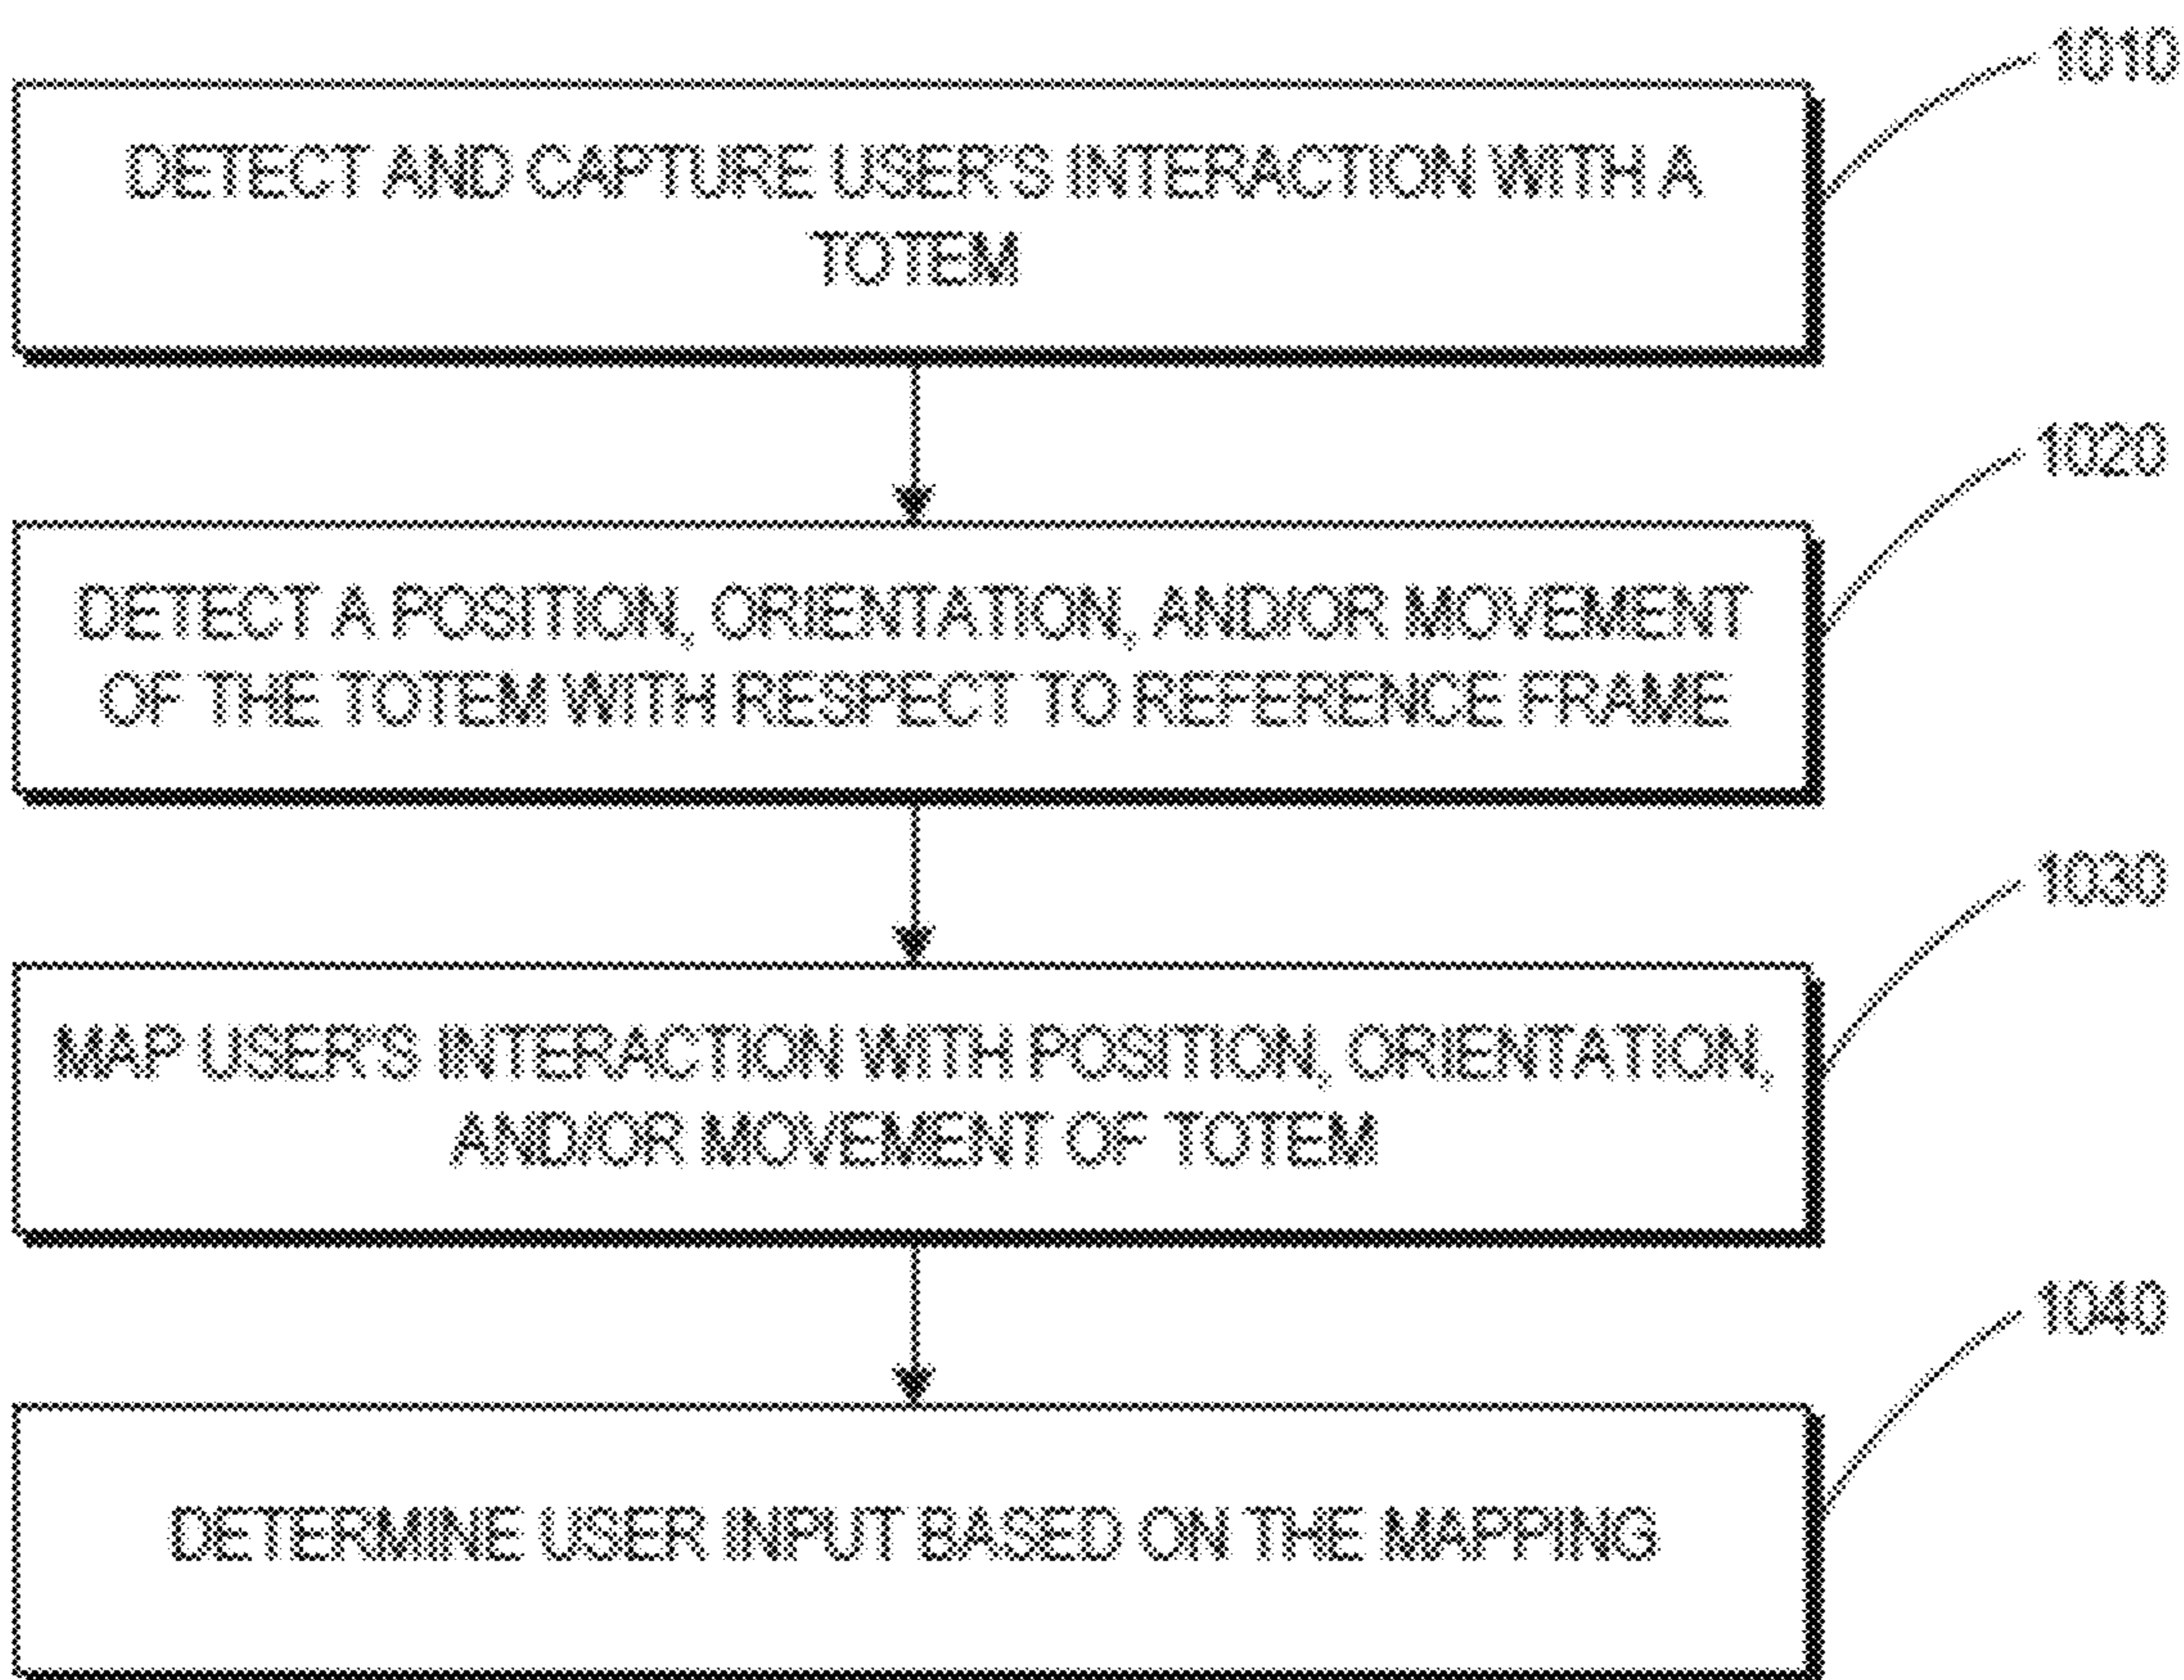 1010
DETECT AND CAPTURE USER'S INTERACTION WITH A
TOTEM
1020
DETECT A POSITION, ORIENTATION, AND/OR MOVEMENT
OF THE TOTEM WITH RESPECT TO REFERENCE FRAME
1030
MAP USER'S INTERACTION WITH POSITION, ORIENTATION,
AND/OR MOVEMENT OF TOTEM
1040
DETERMINE USER INPUT BASED ON THE MAPPING